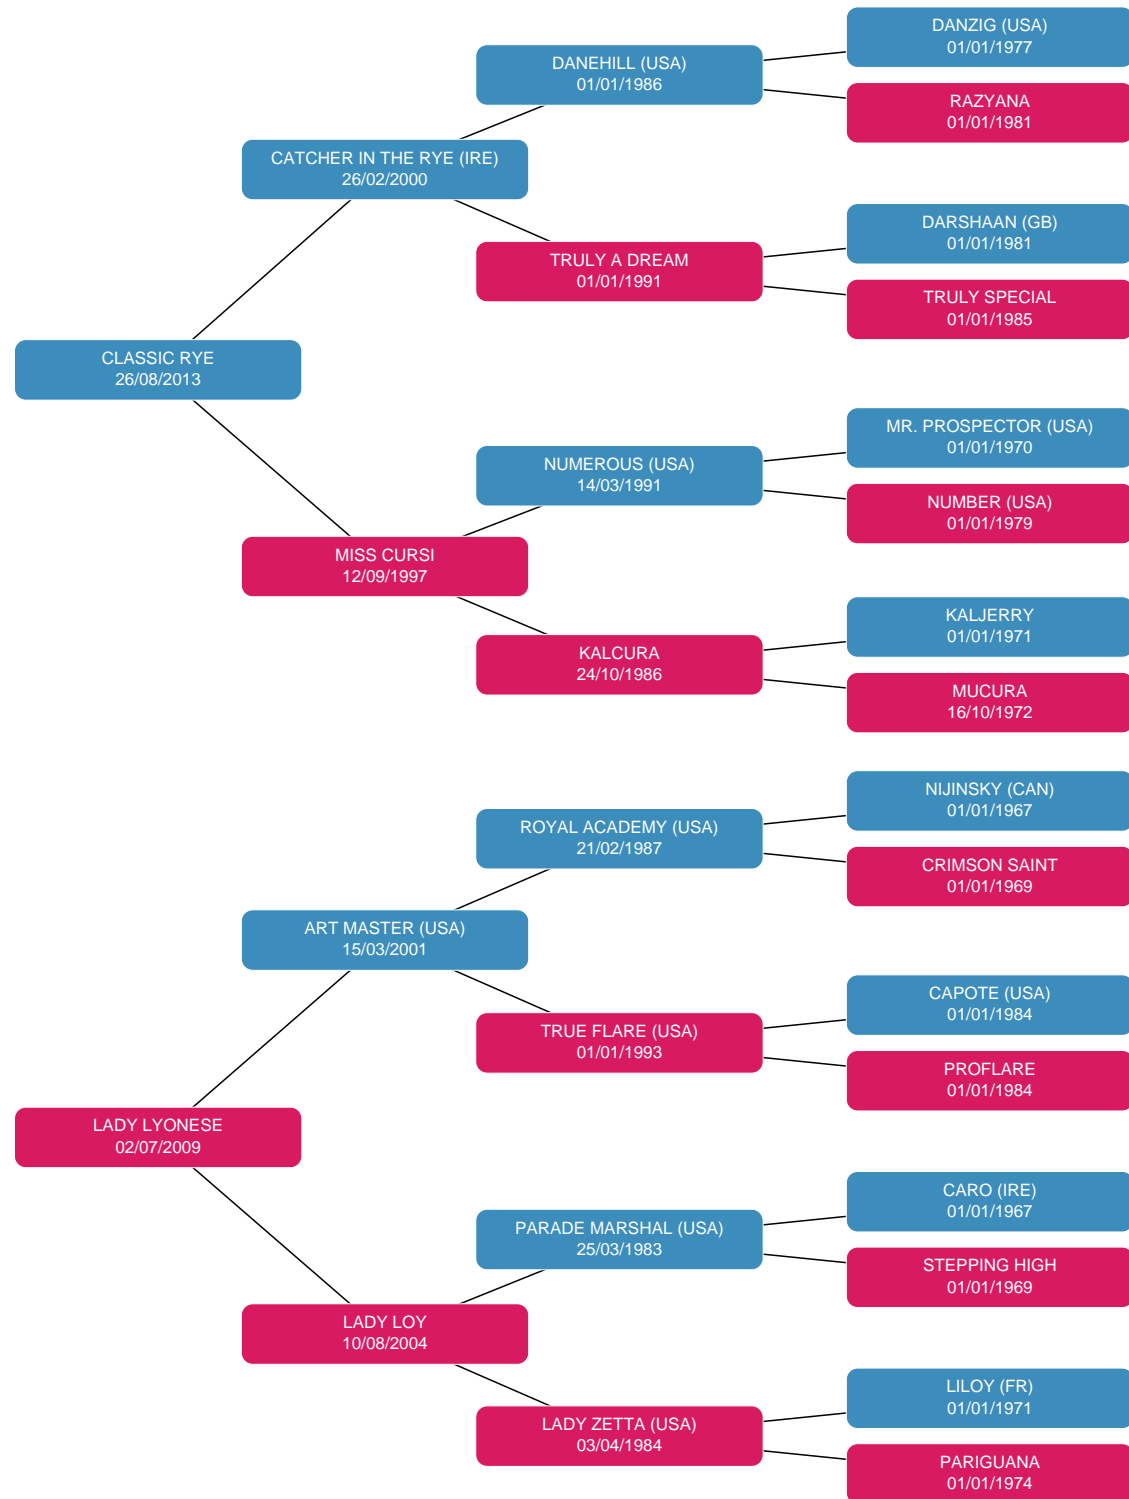 DANZIG (USA)
01/01/1977
DANEHILL (USA)
01/01/1986
RAZYANA
01/01/1981
CATCHER IN THE RYE (IRE)
26/02/2000
DARSHAAN (GB)
01/01/1981
TRULY A DREAM
01/01/1991
TRULY SPECIAL
01/01/1985
CLASSIC RYE
26/08/2013
MR. PROSPECTOR (USA)
01/01/1970
NUMEROUS (USA)
14/03/1991
NUMBER (USA)
01/01/1979
MISS CURSI
12/09/1997
KALJERRY
01/01/1971
KALCURA
24/10/1986
MUCURA
16/10/1972
NIJINSKY (CAN)
01/01/1967
ROYAL ACADEMY (USA)
21/02/1987
CRIMSON SAINT
01/01/1969
ART MASTER (USA)
15/03/2001
CAPOTE (USA)
01/01/1984
TRUE FLARE (USA)
01/01/1993
PROFLARE
01/01/1984
LADY LYONESE
02/07/2009
CARO (IRE)
01/01/1967
PARADE MARSHAL (USA)
25/03/1983
STEPPING HIGH
01/01/1969
LADY LOY
10/08/2004
LILOY (FR)
01/01/1971
LADY ZETTA (USA)
03/04/1984
PARIGUANA
01/01/1974